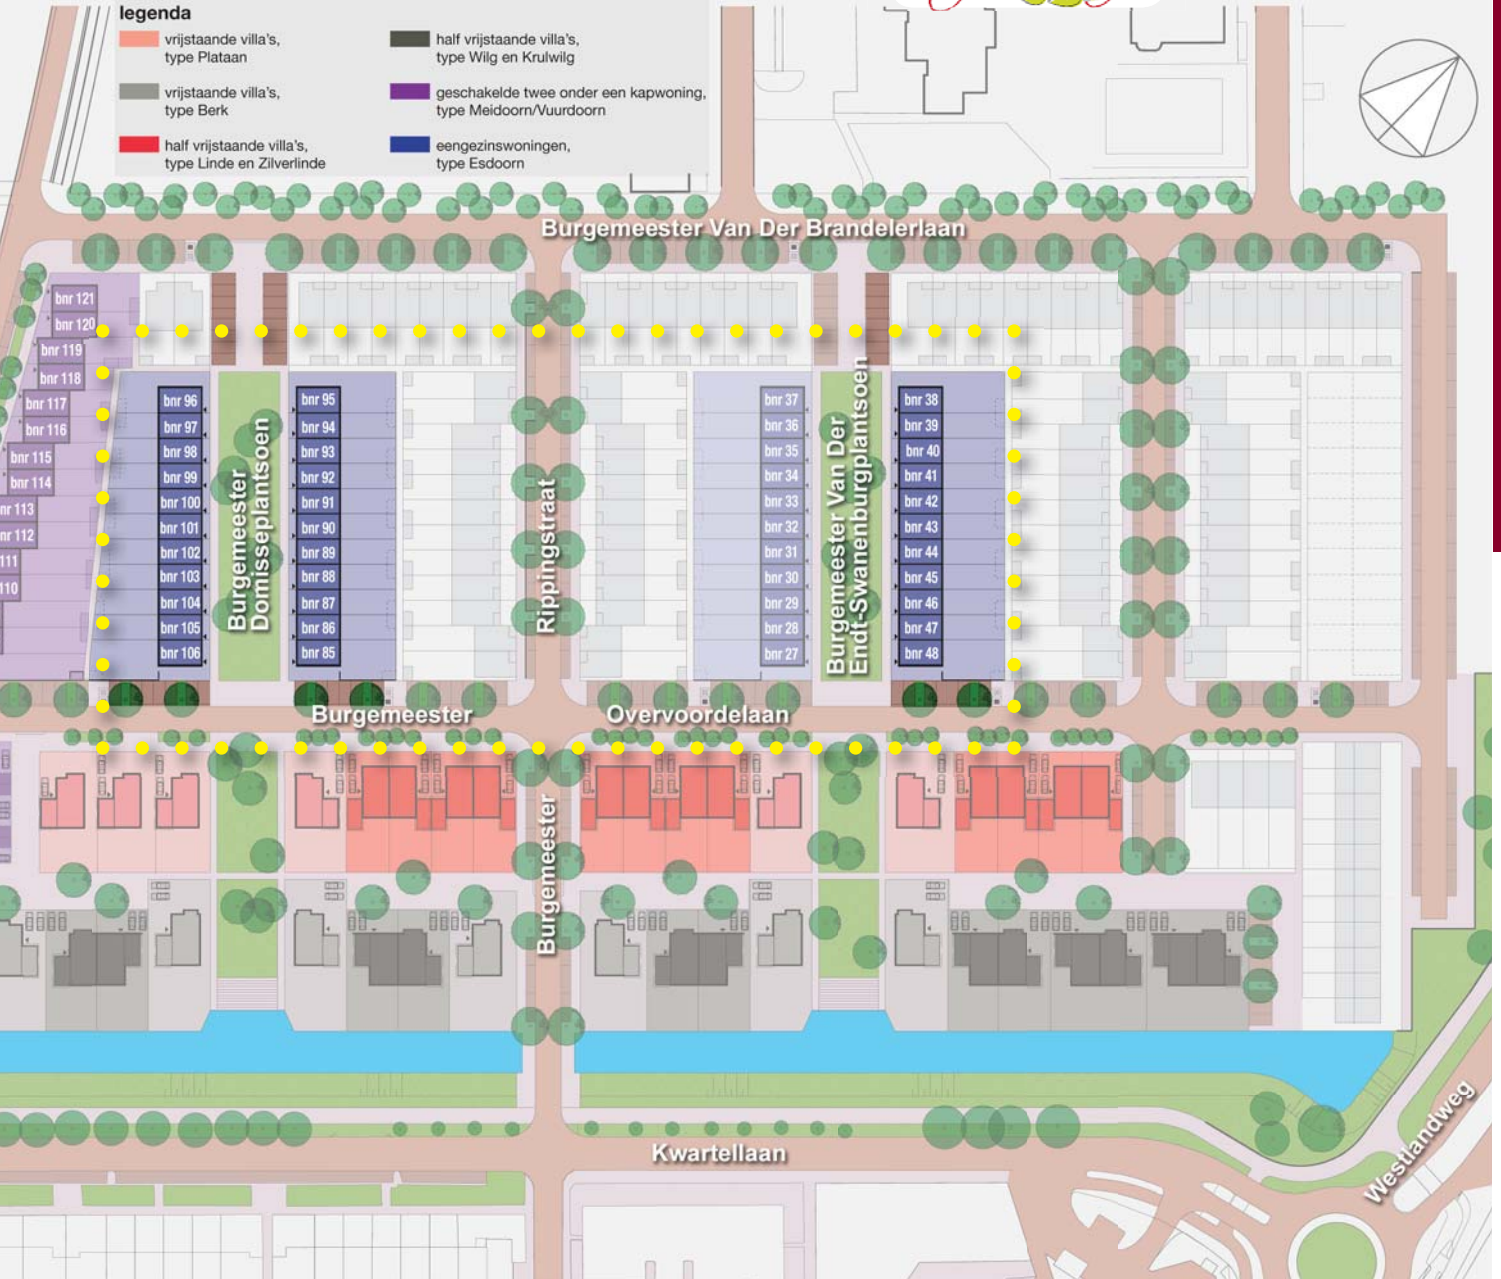 legenda
vrijstaande villa's,
type Plataan
vrijstaande villa's,
type Berk
half vrijstaande villa's,
type Linde en Zilverlinde
half vrijstaande villa's,
type Wilg en Krulwilg
geschakelde twee onder een kapwoning,
type Meidoorn/Vuurdoorn
eengezinswoningen,
type Esdoorn
Burgemeester Van Der Brandelerlaan
bnr 121
bnr 120
bnr 119
bnr 118
bnr 117
bnr 116
bnr 115
bnr 114
nr 113
nr 112
111
110
bnr 96
bnr 97
bnr 98
bnr 99
bnr 100
bnr 101
bnr 102
bnr 103
bnr 104
bnr 105
bnr 106
Burgemeester
Domisseplantsoen
bnr 95
bnr 94
bnr 93
bnr 92
bnr 91
bnr 90
bnr 89
bnr 88
bnr 87
bnr 86
bnr 85
Rippingstraat
bnr 37
bnr 36
bnr 35
bnr 34
bnr 33
bnr 32
bnr 31
bnr 30
bnr 29
bnr 28
bnr 27
Burgemeester Van Der
Endt-Swanenburgplantsoen
bnr 38
bnr 39
bnr 40
bnr 41
bnr 42
bnr 43
bnr 44
bnr 45
bnr 46
bnr 47
bnr 48
Burgemeester Overvoordelaan
Burgemeester
Kwartellaan
Westlandweg